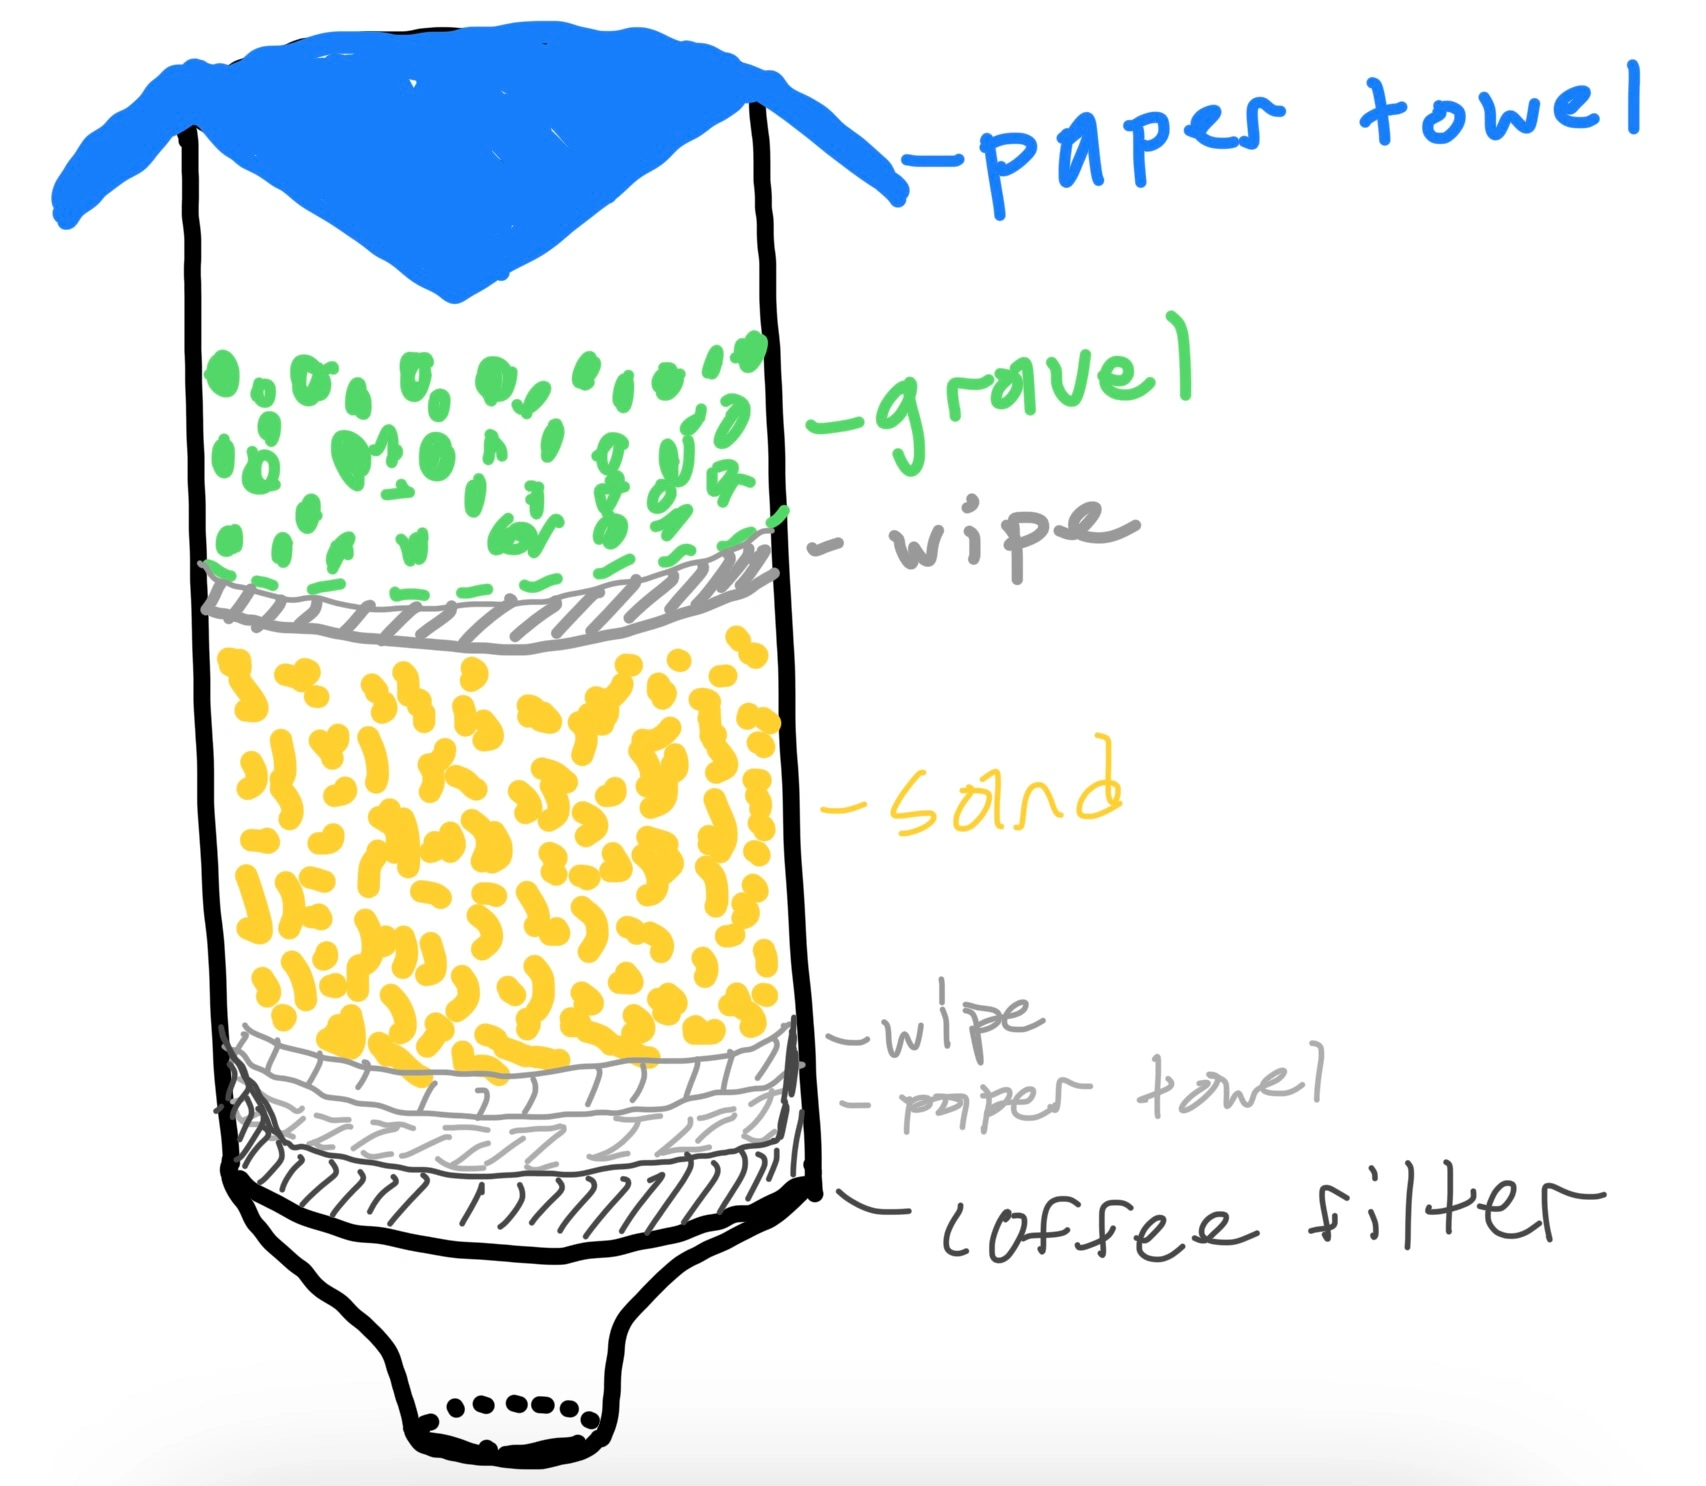 -paper towel
-gravel
- wipe
-sand
-wipe
-paper towel
-coffee filter